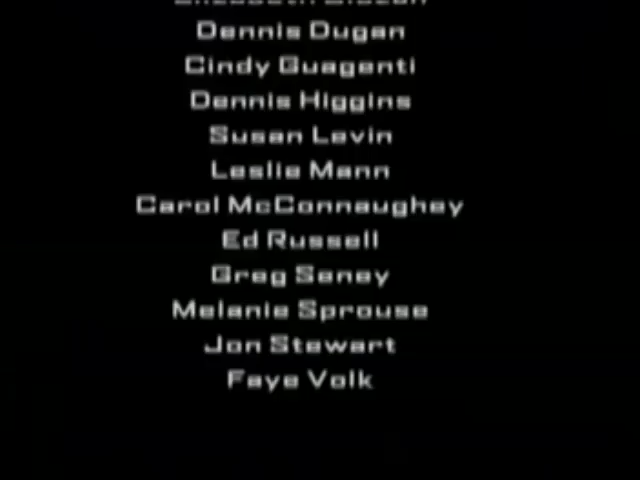 Dennis Dugan
Cindy Guagenti
Dennis Higgins
Susan Levin
Leslie Mann
Carol McConnaughey
Ed Russell
Greg Seney
Melanie Sprouse
Jon Stewart
Faye Volk